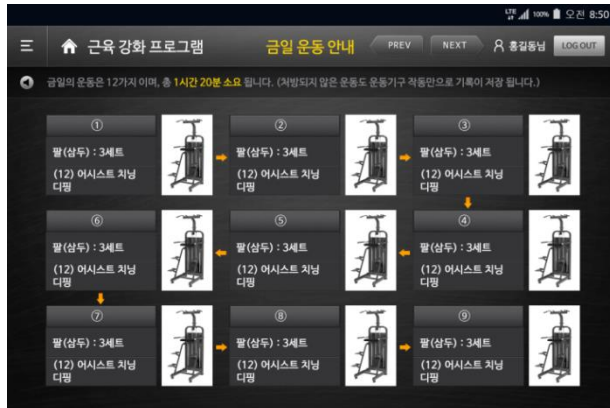 LTE 100% 오전 8:50
근육 강화 프로그램 금일 운동 안내 PREV NEXT 홍길동님 LOG OUT
금일의 운동은 12가지 이며, 총 1시간 20분 소요 됩니다. (처방되지 않은 운동도 운동기구 작동만으로 기록이 저장 됩니다.)
①
팔(삼두) : 3세트
(12) 어시스트 치닝
디핑
②
팔(삼두) : 3세트
(12) 어시스트 치닝
디핑
③
팔(삼두) : 3세트
(12) 어시스트 치닝
디핑
⑥
팔(삼두) : 3세트
(12) 어시스트 치닝
디핑
⑤
팔(삼두) : 3세트
(12) 어시스트 치닝
디핑
④
팔(삼두) : 3세트
(12) 어시스트 치닝
디핑
⑦
팔(삼두) : 3세트
(12) 어시스트 치닝
디핑
⑧
팔(삼두) : 3세트
(12) 어시스트 치닝
디핑
⑨
팔(삼두) : 3세트
(12) 어시스트 치닝
디핑